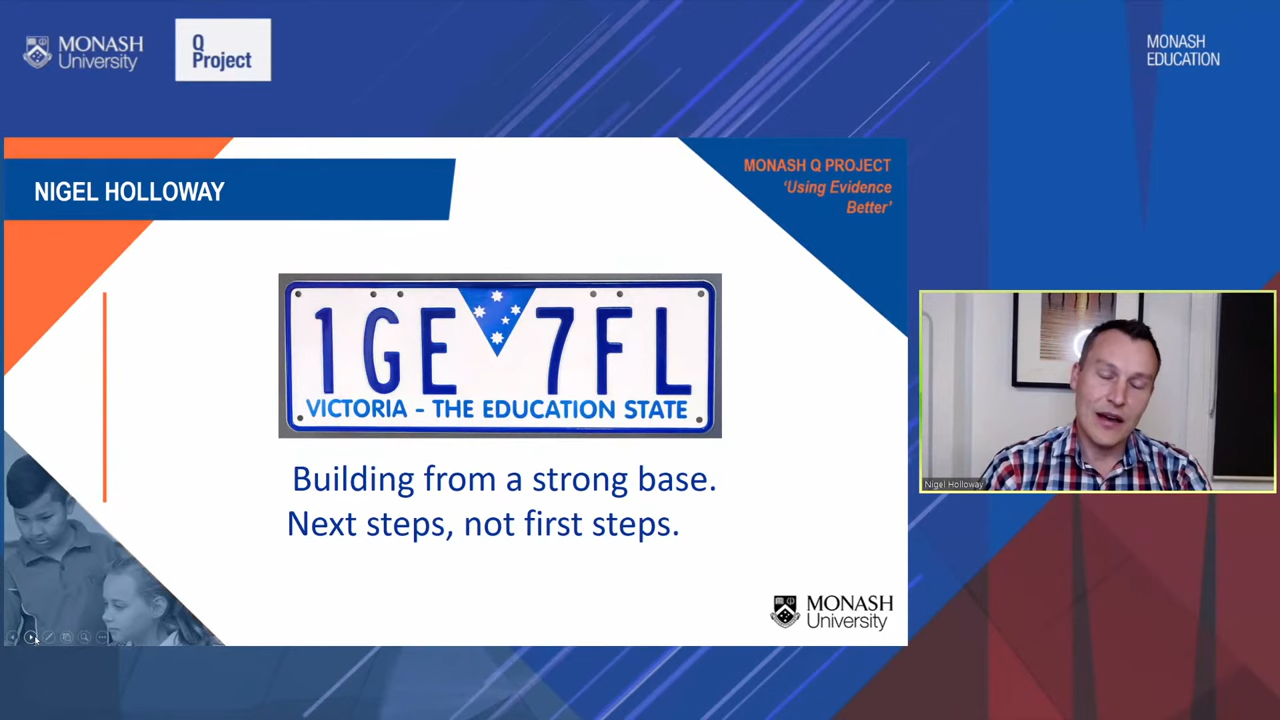 MONASH
University
Q
Project
MONASH
EDUCATION
NIGEL HOLLOWAY
MONASH Q PROJECT
‘Using Evidence
Better’
1GE 7FL
VICTORIA - THE EDUCATION STATE
Building from a strong base.
Next steps, not first steps.
Nigel Holloway
MONASH
University